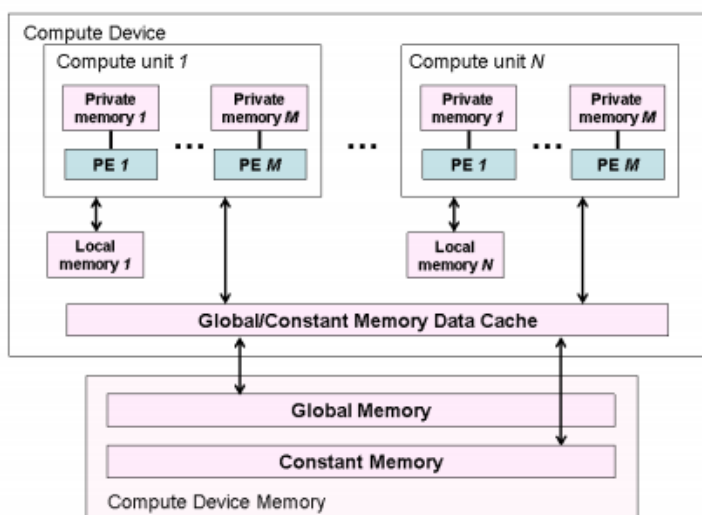 Compute Device
Compute unit 1
Compute unit N
Private
memory 1
Private
memory M
Private
memory 1
Private
memory M
...
...
...
PE 1
PE M
PE 1
PE M
Local
memory 1
Local
memory N
Global/Constant Memory Data Cache
Global Memory
Constant Memory
Compute Device Memory